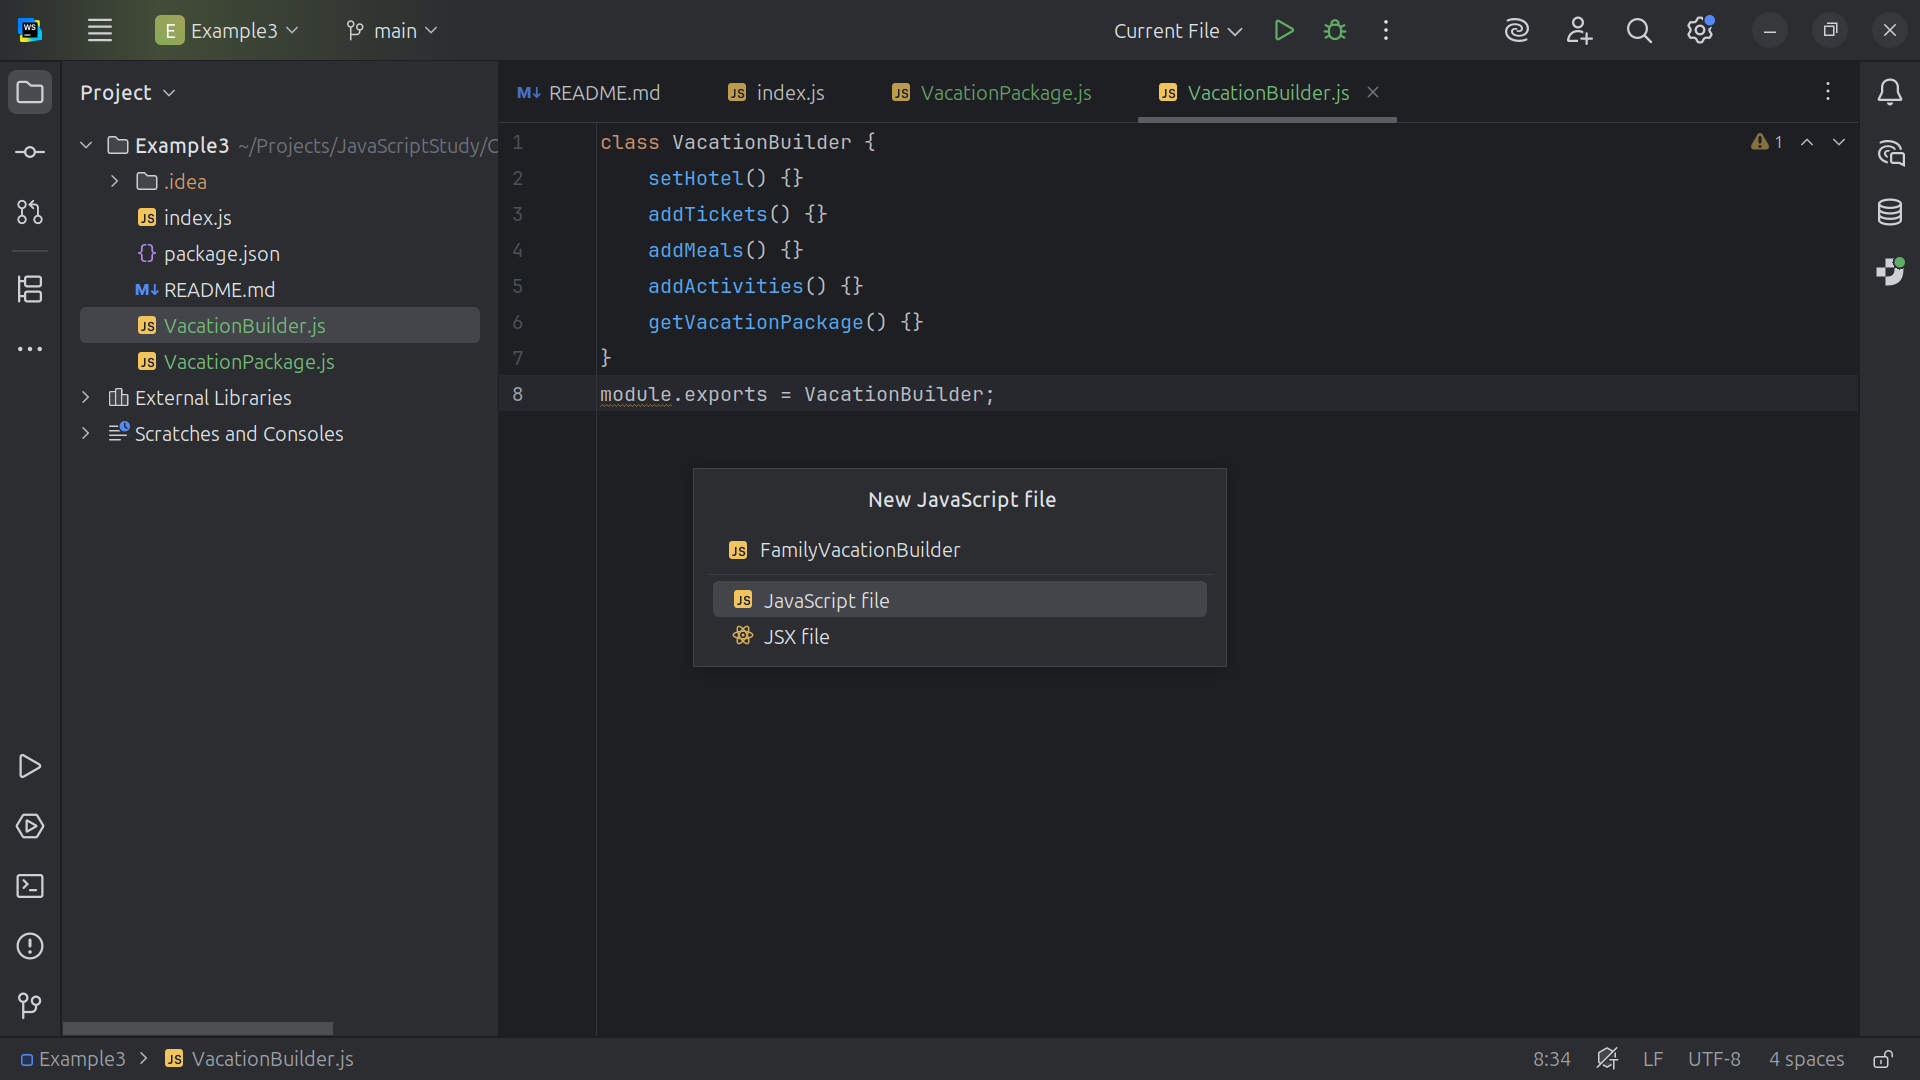 WS
E Example3
main
Current File
Project
README.md
index.js
VacationPackage.js
VacationBuilder.js
Example3 ~/Projects/JavaScriptStudy/C
.idea
index.js
package.json
README.md
VacationBuilder.js
VacationPackage.js
External Libraries
Scratches and Consoles
1 class VacationBuilder {
2 setHotel() {}
3 addTickets() {}
4 addMeals() {}
5 addActivities() {}
6 getVacationPackage() {}
7 }
8 module.exports = VacationBuilder;
1
New JavaScript file
FamilyVacationBuilder
JavaScript file
JSX file
Example3 > VacationBuilder.js
8:34
LF
UTF-8
4 spaces